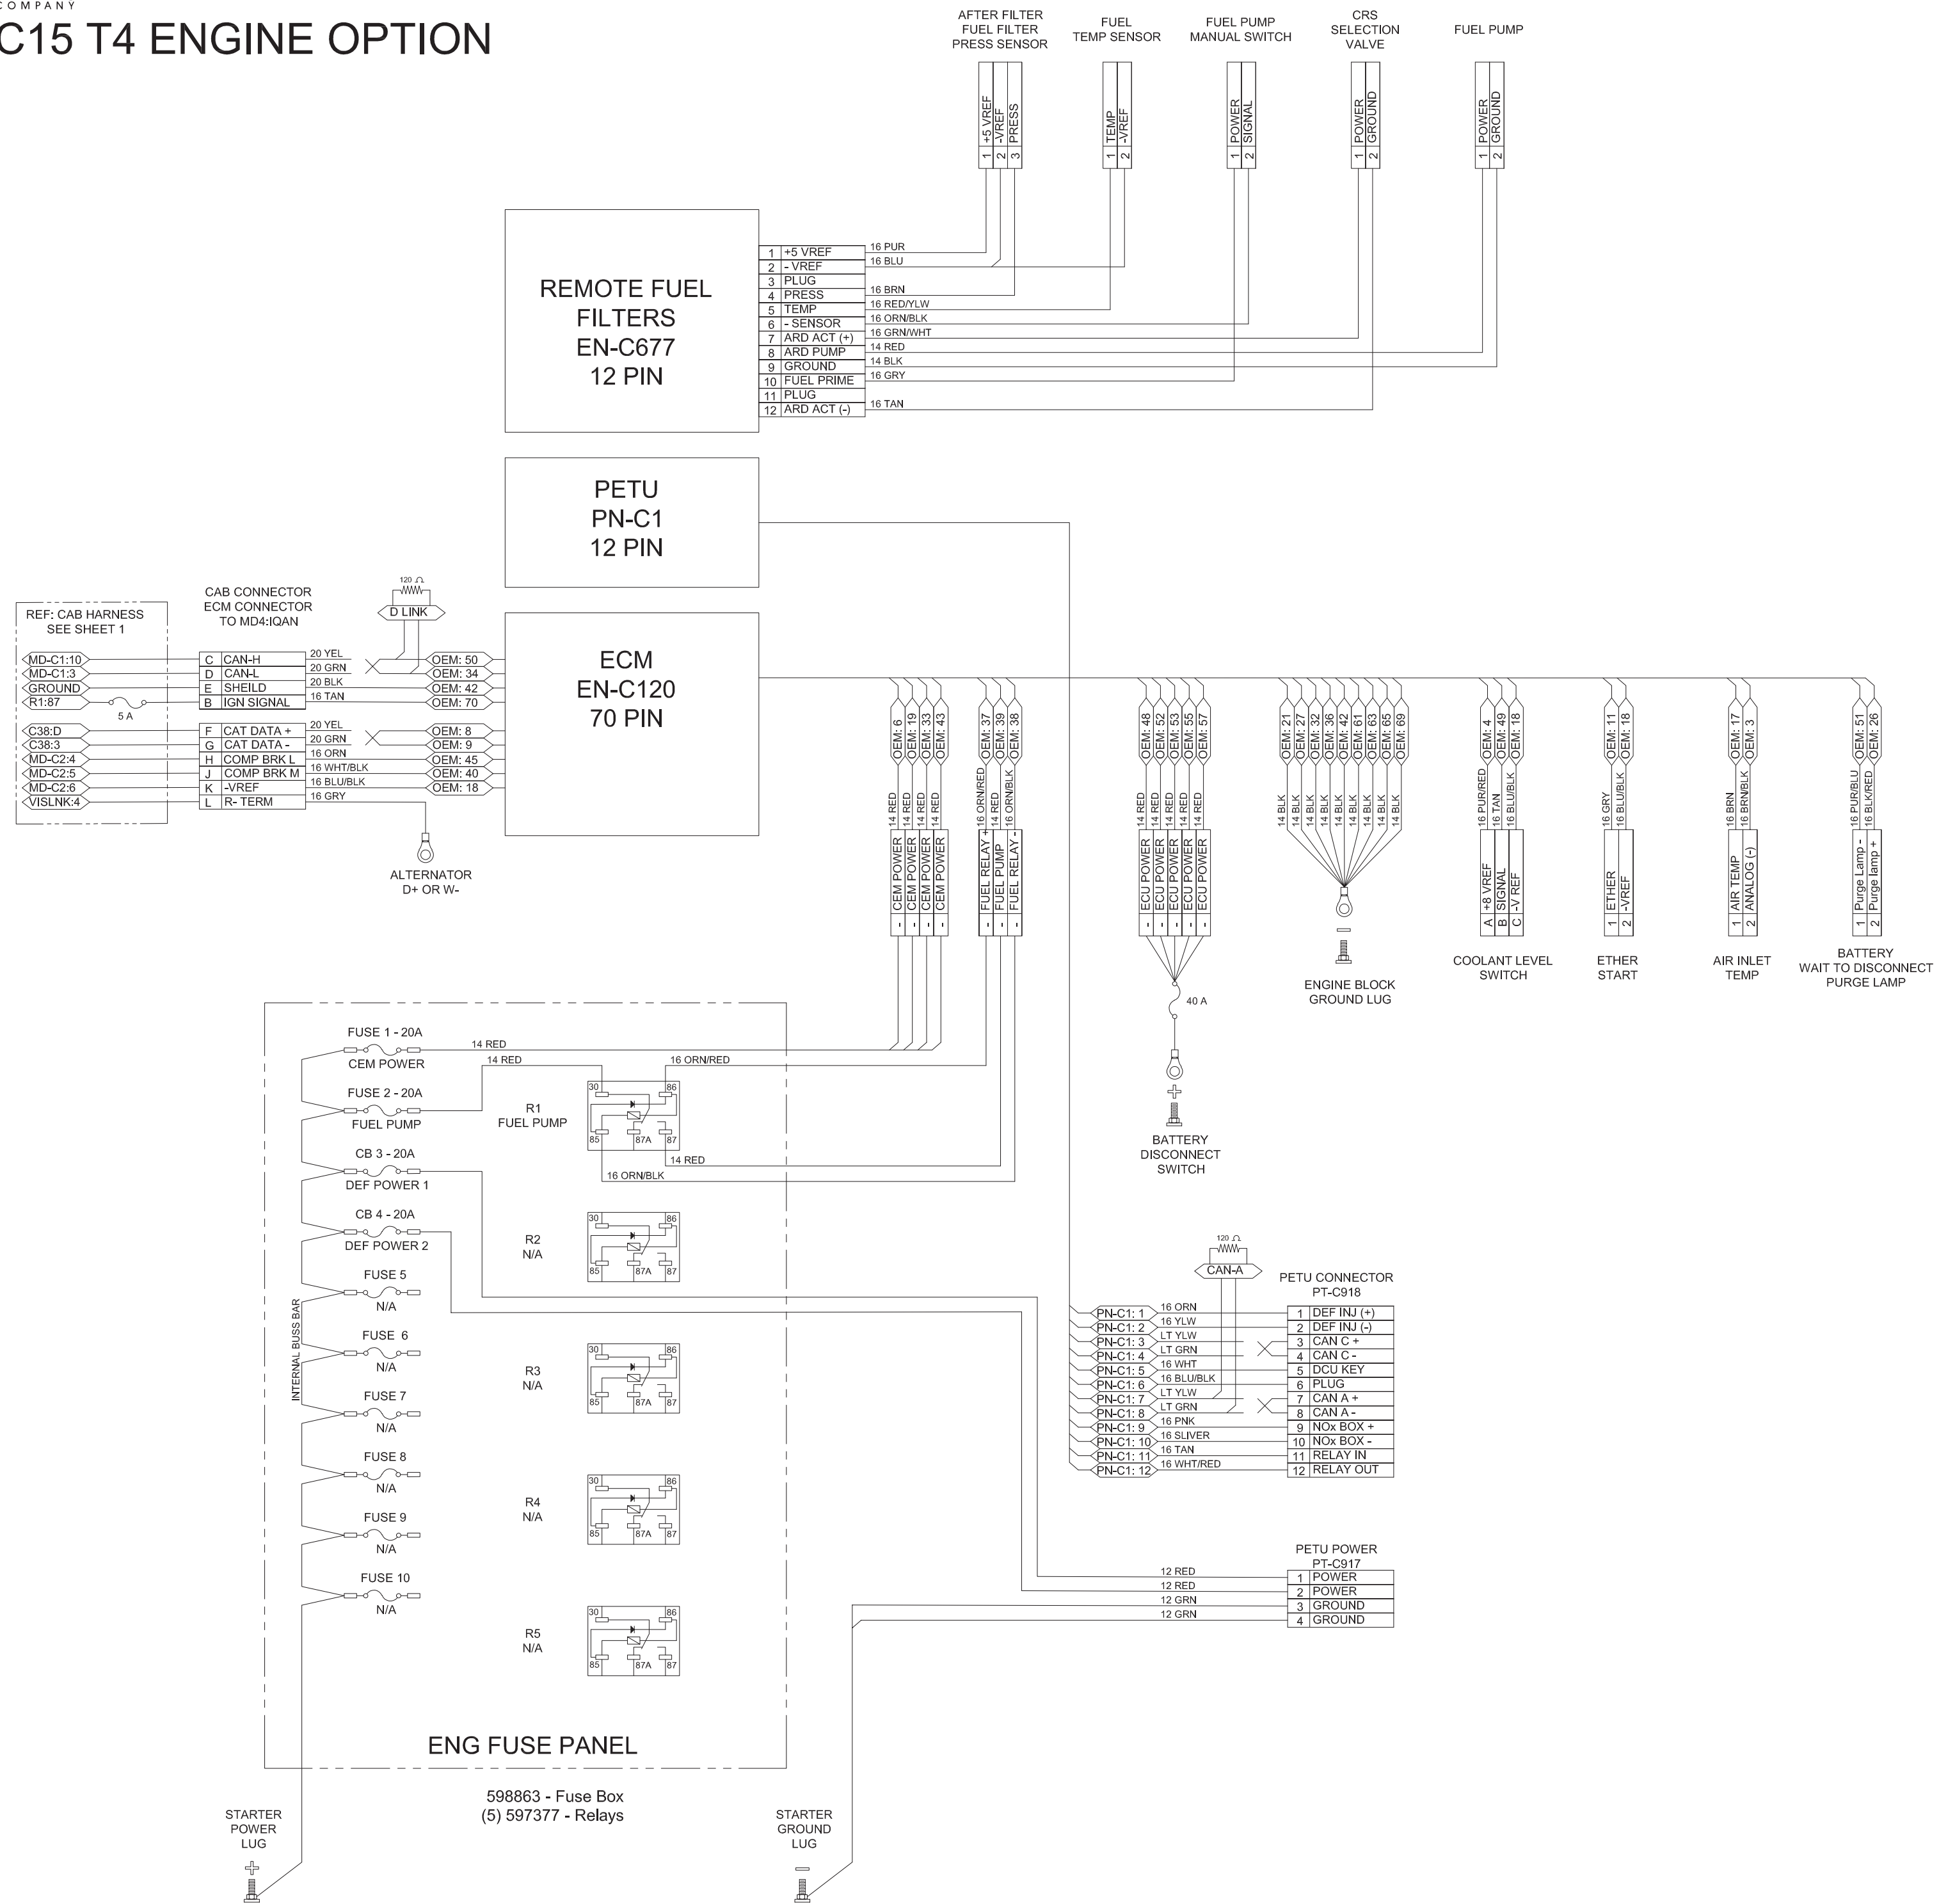 COMPANY
C15 T4 ENGINE OPTION
AFTER FILTER
FUEL FILTER
PRESS SENSOR
FUEL
TEMP SENSOR
FUEL PUMP
MANUAL SWITCH
CRS
SELECTION
VALVE
FUEL PUMP
1 +5 VREF
2 -VREF
3 PRESS
1 TEMP
2 -VREF
1 POWER
2 SIGNAL
1 POWER
2 GROUND
1 POWER
2 GROUND
REMOTE FUEL
FILTERS
EN-C677
12 PIN
1 +5 VREF 16 PUR
2 - VREF 16 BLU
3 PLUG
4 PRESS 16 BRN
5 TEMP 16 RED/YLW
6 - SENSOR 16 ORN/BLK
7 ARD ACT (+) 16 GRN/WHT
8 ARD PUMP 14 RED
9 GROUND 14 BLK
10 FUEL PRIME 16 GRY
11 PLUG
12 ARD ACT (-) 16 TAN
PETU
PN-C1
12 PIN
REF: CAB HARNESS
SEE SHEET 1
CAB CONNECTOR
ECM CONNECTOR
TO MD4:IQAN
120 Ω
D LINK
MD-C1:10 C CAN-H 20 YEL OEM: 50
MD-C1:3 D CAN-L 20 GRN OEM: 34
GROUND E SHEILD 20 BLK OEM: 42
R1:87 5 A B IGN SIGNAL 16 TAN OEM: 70
C38:D F CAT DATA + 20 YEL OEM: 8
C38:3 G CAT DATA - 20 GRN OEM: 9
MD-C2:4 H COMP BRK L 16 ORN OEM: 45
MD-C2:5 J COMP BRK M 16 WHT/BLK OEM: 40
MD-C2:6 K -VREF 16 BLU/BLK OEM: 18
VISLNK:4 L R- TERM 16 GRY
ALTERNATOR
D+ OR W-
ECM
EN-C120
70 PIN
OEM: 6 14 RED - CEM POWER
OEM: 19 14 RED - CEM POWER
OEM: 33 14 RED - CEM POWER
OEM: 43 14 RED - CEM POWER
OEM: 37 16 ORN/RED - FUEL RELAY +
OEM: 39 14 RED - FUEL PUMP
OEM: 38 16 ORN/BLK - FUEL RELAY -
OEM: 48 14 RED - ECU POWER
OEM: 52 14 RED - ECU POWER
OEM: 53 14 RED - ECU POWER
OEM: 55 14 RED - ECU POWER
OEM: 57 14 RED - ECU POWER
40 A
BATTERY
DISCONNECT
SWITCH
OEM: 21 14 BLK
OEM: 27 14 BLK
OEM: 32 14 BLK
OEM: 36 14 BLK
OEM: 42 14 BLK
OEM: 61 14 BLK
OEM: 63 14 BLK
OEM: 65 14 BLK
OEM: 69 14 BLK
ENGINE BLOCK
GROUND LUG
OEM: 4 16 PUR/RED A +8 VREF
OEM: 49 16 TAN B SIGNAL
OEM: 18 16 BLU/BLK C -V REF
COOLANT LEVEL
SWITCH
OEM: 11 16 GRY 1 ETHER
OEM: 18 16 BLU/BLK 2 -VREF
ETHER
START
OEM: 17 16 BRN 1 AIR TEMP
OEM: 3 16 BRN/BLK 2 ANALOG (-)
AIR INLET
TEMP
OEM: 51 16 PUR/BLU 1 Purge Lamp -
OEM: 26 16 BLK/RED 2 Purge lamp +
BATTERY
WAIT TO DISCONNECT
PURGE LAMP
FUSE 1 - 20A
CEM POWER
14 RED
FUSE 2 - 20A
FUEL PUMP
14 RED
CB 3 - 20A
DEF POWER 1
CB 4 - 20A
DEF POWER 2
FUSE 5
N/A
FUSE 6
N/A
FUSE 7
N/A
FUSE 8
N/A
FUSE 9
N/A
FUSE 10
N/A
INTERNAL BUSS BAR
16 ORN/RED
R1
FUEL PUMP
30 86
85 87A 87
14 RED
16 ORN/BLK
R2
N/A
30 86
85 87A 87
R3
N/A
30 86
85 87A 87
R4
N/A
30 86
85 87A 87
R5
N/A
30 86
85 87A 87
ENG FUSE PANEL
598863 - Fuse Box
(5) 597377 - Relays
STARTER
POWER
LUG
STARTER
GROUND
LUG
120 Ω
CAN-A
PETU CONNECTOR
PT-C918
PN-C1: 1 16 ORN 1 DEF INJ (+)
PN-C1: 2 16 YLW 2 DEF INJ (-)
PN-C1: 3 LT YLW 3 CAN C +
PN-C1: 4 LT GRN 4 CAN C -
PN-C1: 5 16 WHT 5 DCU KEY
PN-C1: 6 16 BLU/BLK 6 PLUG
PN-C1: 7 LT YLW 7 CAN A +
PN-C1: 8 LT GRN 8 CAN A -
PN-C1: 9 16 PNK 9 NOx BOX +
PN-C1: 10 16 SLIVER 10 NOx BOX -
PN-C1: 11 16 TAN 11 RELAY IN
PN-C1: 12 16 WHT/RED 12 RELAY OUT
PETU POWER
PT-C917
12 RED 1 POWER
12 RED 2 POWER
12 GRN 3 GROUND
12 GRN 4 GROUND